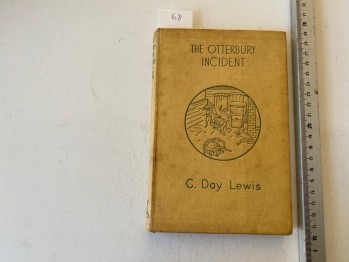 68
THE OTTERBURY
INCIDENT
C. Day Lewis